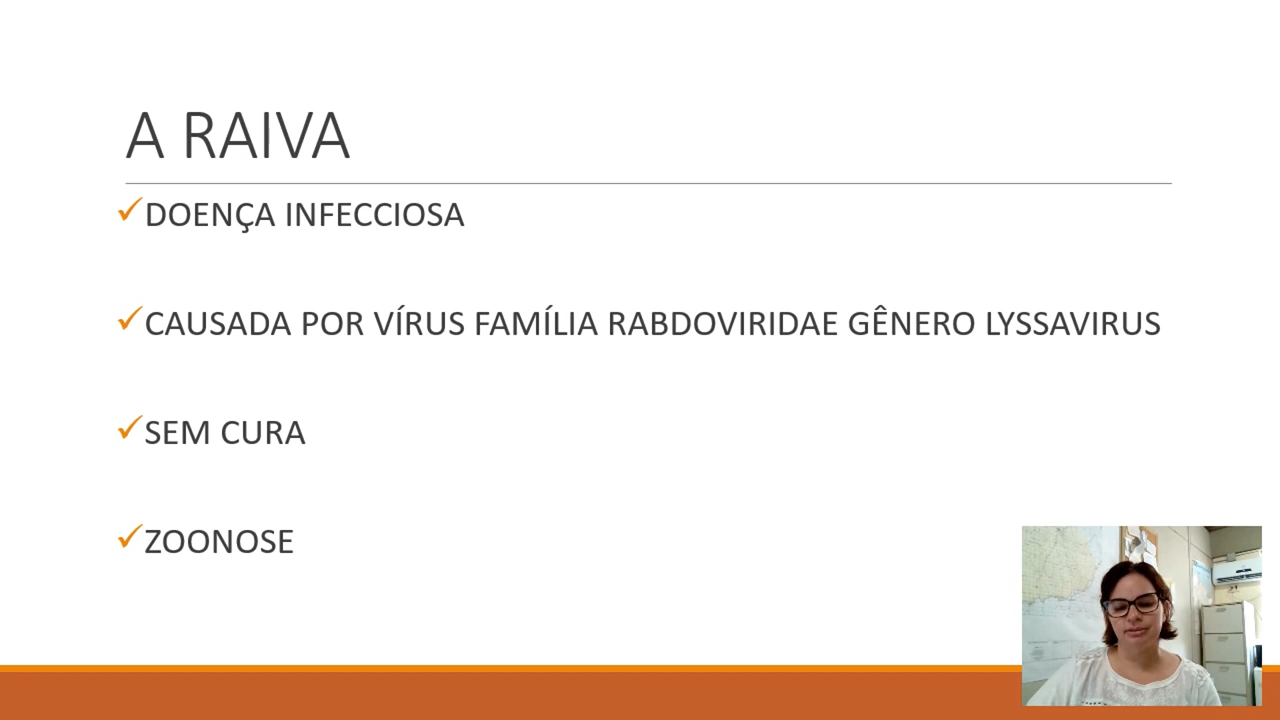 A RAIVA
DOENÇA INFECCIOSA
CAUSADA POR VÍRUS FAMÍLIA RABDOVIRIDAE GÊNERO LYSSAVIRUS
SEM CURA
ZOONOSE